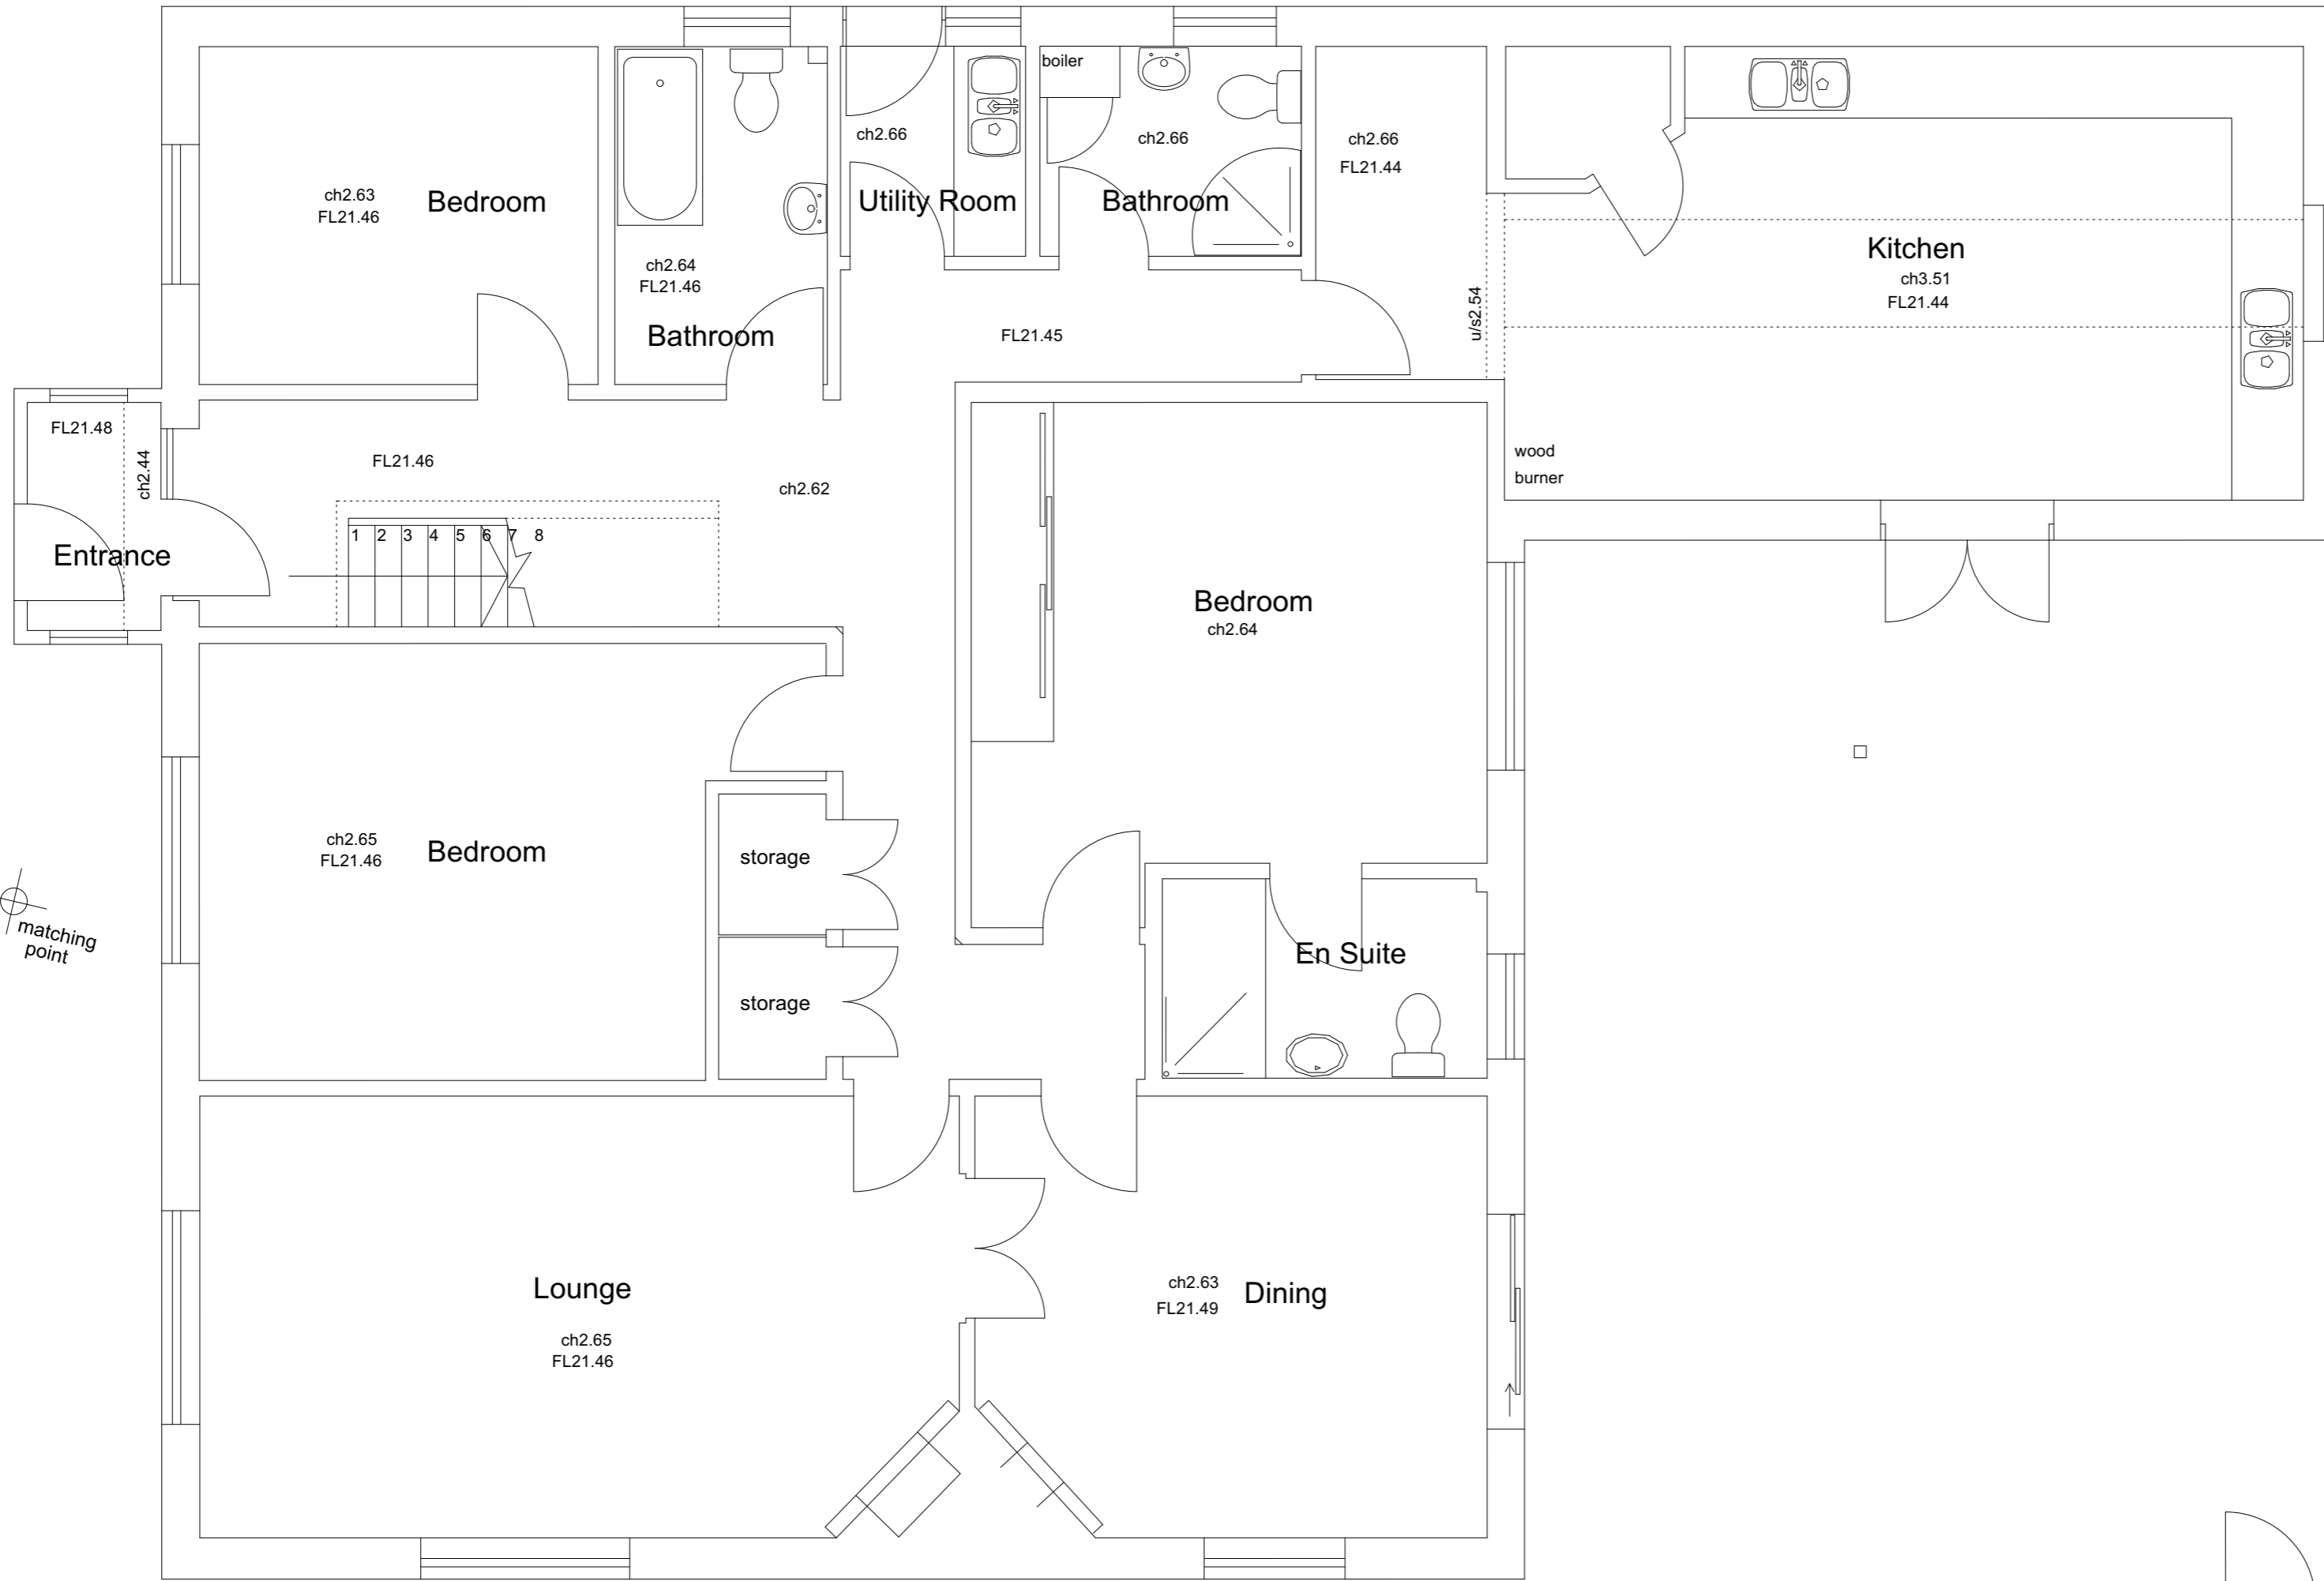 boiler
ch2.66
ch2.66
ch2.66
FL21.44
ch2.63
FL21.46
Bedroom
Utility Room
Bathroom
Kitchen
ch3.51
FL21.44
ch2.64
FL21.46
Bathroom
FL21.45
u/s2.54
FL21.48
ch2.44
FL21.46
ch2.62
wood
burner
1 2 3 4 5 6 7 8
Entrance
Bedroom
ch2.64
ch2.65
FL21.46
Bedroom
storage
matching
point
En Suite
storage
Lounge
ch2.65
FL21.46
ch2.63
FL21.49
Dining